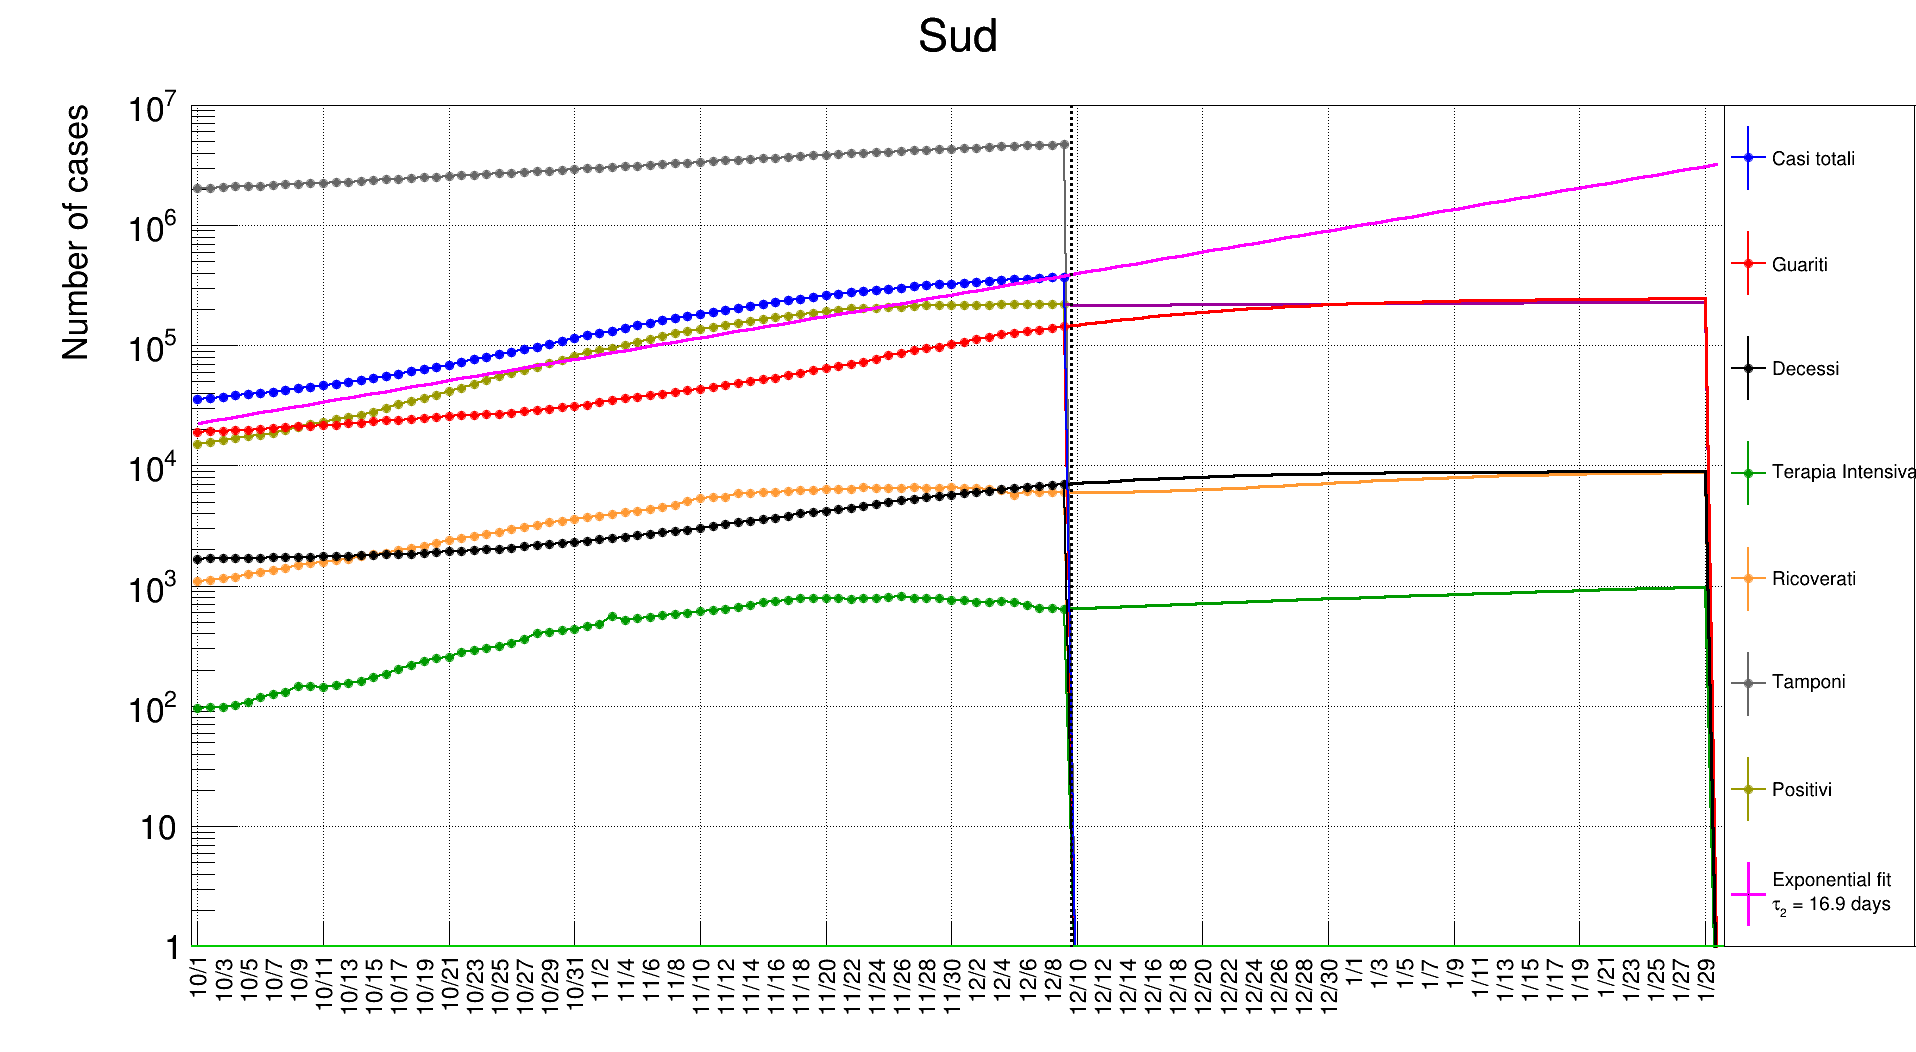 Sud
Number of cases
10^7
10^6
10^5
10^4
10^3
10^2
10
1
10/1 10/3 10/5 10/7 10/9 10/11 10/13 10/15 10/17 10/19 10/21 10/23 10/25 10/27 10/29 10/31 11/2 11/4 11/6 11/8 11/10 11/12 11/14 11/16 11/18 11/20 11/22 11/24 11/26 11/28 11/30 12/2 12/4 12/6 12/8 12/10 12/12 12/14 12/16 12/18 12/20 12/22 12/24 12/26 12/28 12/30 1/1 1/3 1/5 1/7 1/9 1/11 1/13 1/15 1/17 1/19 1/21 1/23 1/25 1/27 1/29
Casi totali
Guariti
Decessi
Terapia Intensiva
Ricoverati
Tamponi
Positivi
Exponential fit
τ_2 = 16.9 days